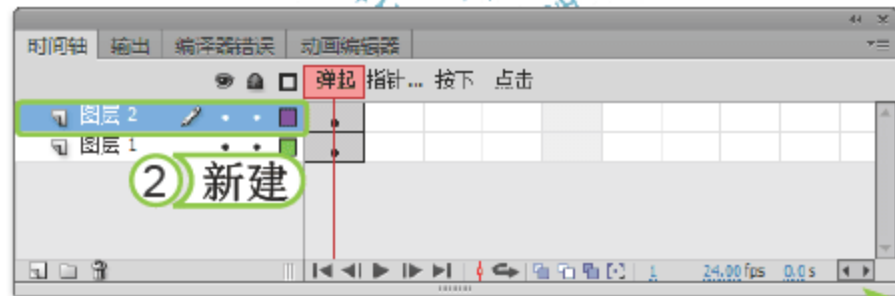 时间轴 输出 编译器错误 动画编辑器
弹起 指针... 按下 点击
图层 2
图层 1
2 新建
1 24.00 fps 0.0 s